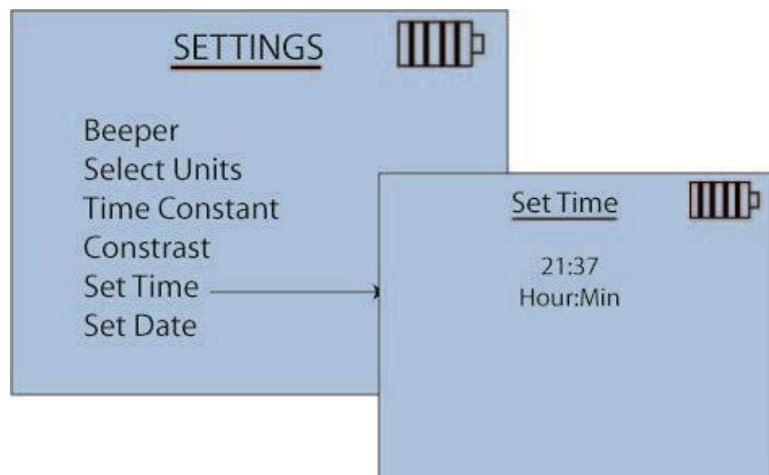 SETTINGS
Beeper
Select Units
Time Constant
Constrast
Set Time
Set Date
Set Time
21:37
Hour:Min